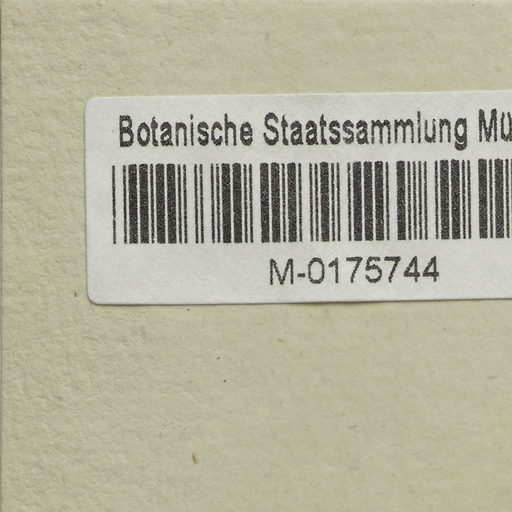 Botanische Staatssammlung Mü
M-0175744